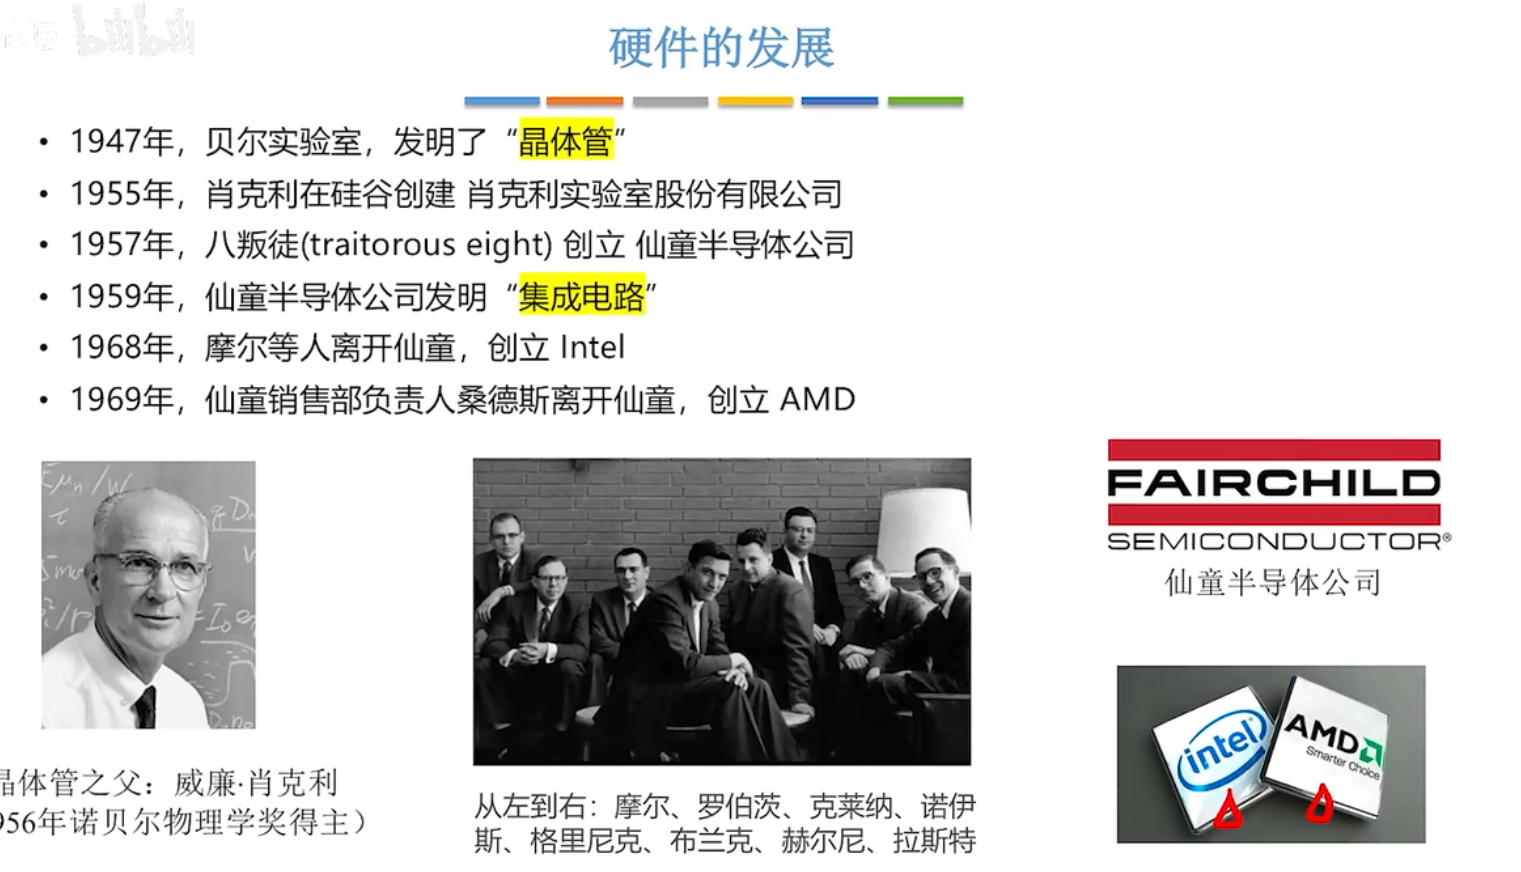 bilibili
硬件的发展
• 1947年，贝尔实验室，发明了“晶体管”
• 1955年，肖克利在硅谷创建 肖克利实验室股份有限公司
• 1957年，八叛徒(traitorous eight) 创立 仙童半导体公司
• 1959年，仙童半导体公司发明“集成电路”
• 1968年，摩尔等人离开仙童，创立 Intel
• 1969年，仙童销售部负责人桑德斯离开仙童，创立 AMD
晶体管之父：威廉·肖克利
956年诺贝尔物理学奖得主）
从左到右：摩尔、罗伯茨、克莱纳、诺伊
斯、格里尼克、布兰克、赫尔尼、拉斯特
FAIRCHILD
SEMICONDUCTOR®
仙童半导体公司
intel
AMD
Smarter Choice